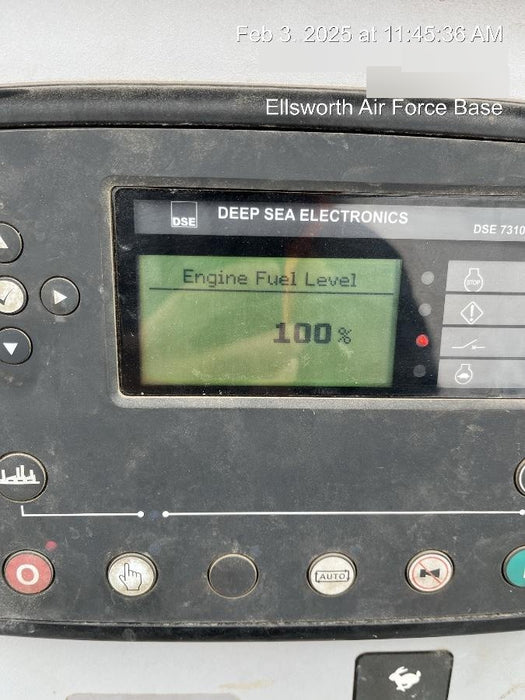 Feb 3, 2025 at 11:45:36 AM
Ellsworth Air Force Base
DSE
DEEP SEA ELECTRONICS
DSE 7310
Engine Fuel Level
100%
STOP
AUTO